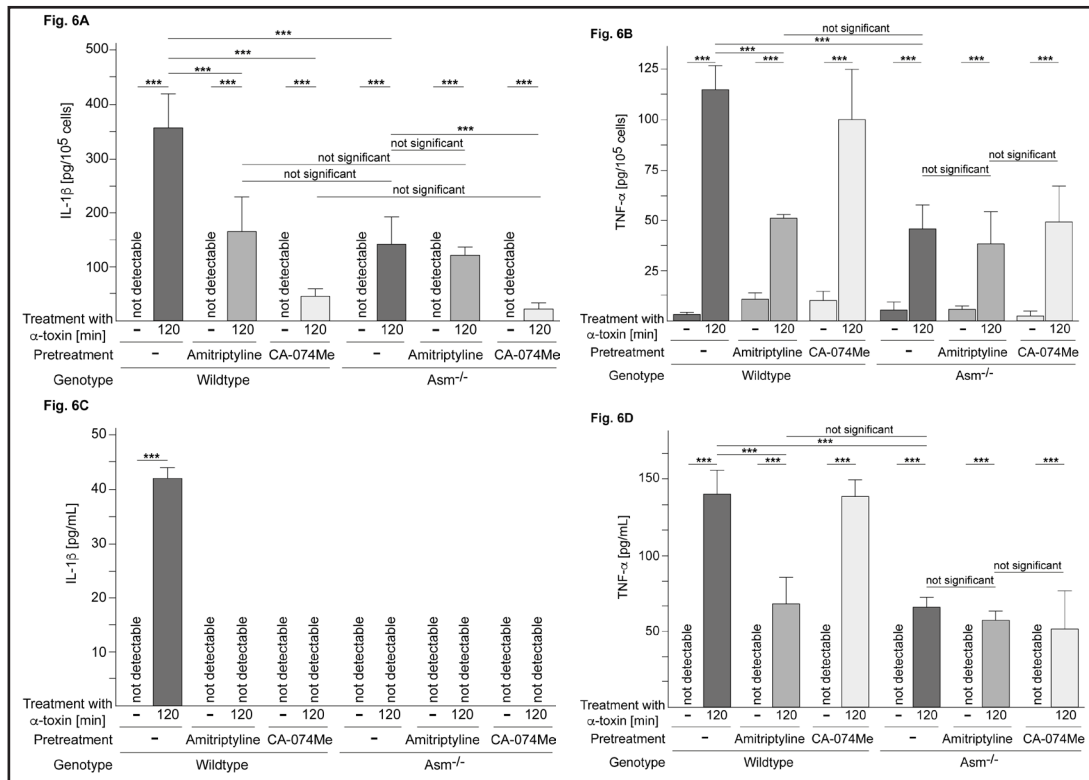 Fig. 6A
IL-1β [pg/10⁵ cells]
500
400
300
200
100
***
***
***
*** *** *** *** *** ***
***
not significant
not significant
not significant
not significant
not detectable not detectable not detectable not detectable not detectable not detectable
Treatment with
α-toxin [min]
- 120 - 120 - 120 - 120 - 120 - 120
Pretreatment - Amitriptyline CA-074Me - Amitriptyline CA-074Me
Genotype Wildtype Asm-/-
Fig. 6B
TNF-α [pg/10⁵ cells]
125
100
75
50
25
not significant
***
***
*** *** *** *** *** ***
not significant
not significant
Treatment with
α-toxin [min]
- 120 - 120 - 120 - 120 - 120 - 120
Pretreatment - Amitriptyline CA-074Me - Amitriptyline CA-074Me
Genotype Wildtype Asm-/-
Fig. 6C
IL-1β [pg/mL]
50
40
30
20
10
***
not detectable not detectable not detectable not detectable not detectable not detectable not detectable not detectable not detectable not detectable not detectable
Treatment with
α-toxin [min]
- 120 - 120 - 120 - 120 - 120 - 120
Pretreatment - Amitriptyline CA-074Me - Amitriptyline CA-074Me
Genotype Wildtype Asm-/-
Fig. 6D
TNF-α [pg/mL]
150
100
50
not significant
***
***
*** *** *** *** *** ***
not significant
not significant
not detectable not detectable not detectable not detectable not detectable not detectable
Treatment with
α-toxin [min]
- 120 - 120 - 120 - 120 - 120 120
Pretreatment - Amitriptyline CA-074Me - Amitriptyline CA-074Me
Genotype Wildtype Asm-/-